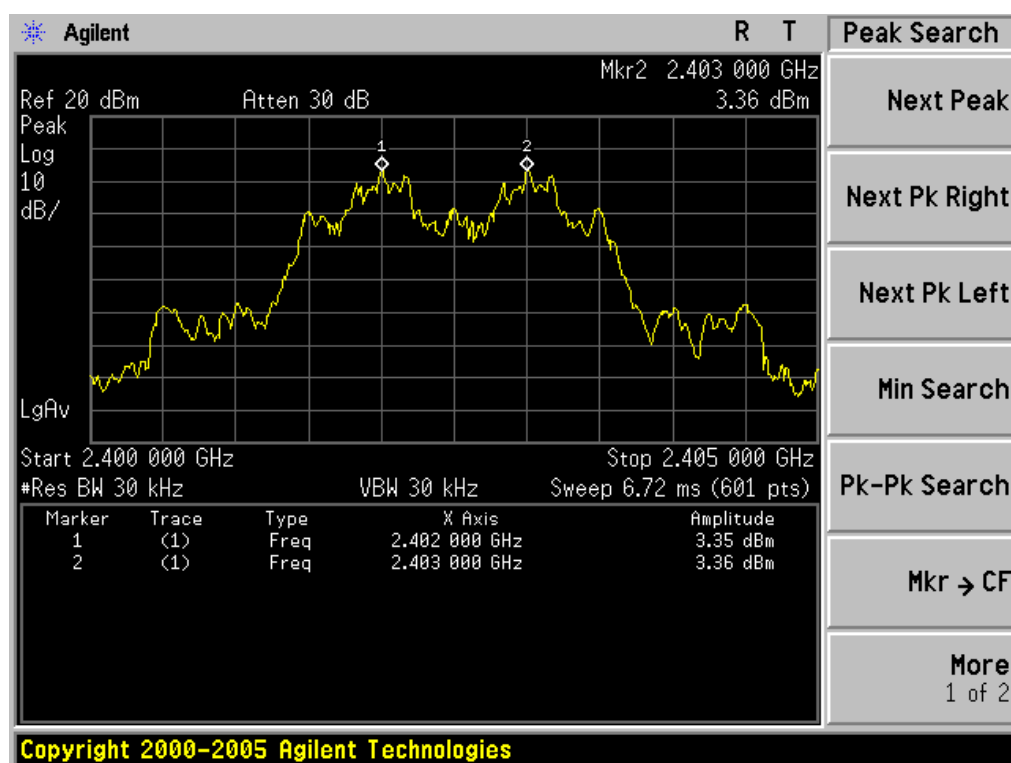 Agilent R T Peak Search
Mkr2 2.403 000 GHz
Ref 20 dBm Atten 30 dB 3.36 dBm
Peak
Log
10
dB/
1 2
LgAv
Start 2.400 000 GHz Stop 2.405 000 GHz
#Res BW 30 kHz VBW 30 kHz Sweep 6.72 ms (601 pts)
Marker Trace Type X Axis Amplitude
1 (1) Freq 2.402 000 GHz 3.35 dBm
2 (1) Freq 2.403 000 GHz 3.36 dBm
Next Peak
Next Pk Right
Next Pk Left
Min Search
Pk-Pk Search
Mkr → CF
More
1 of 2
Copyright 2000-2005 Agilent Technologies